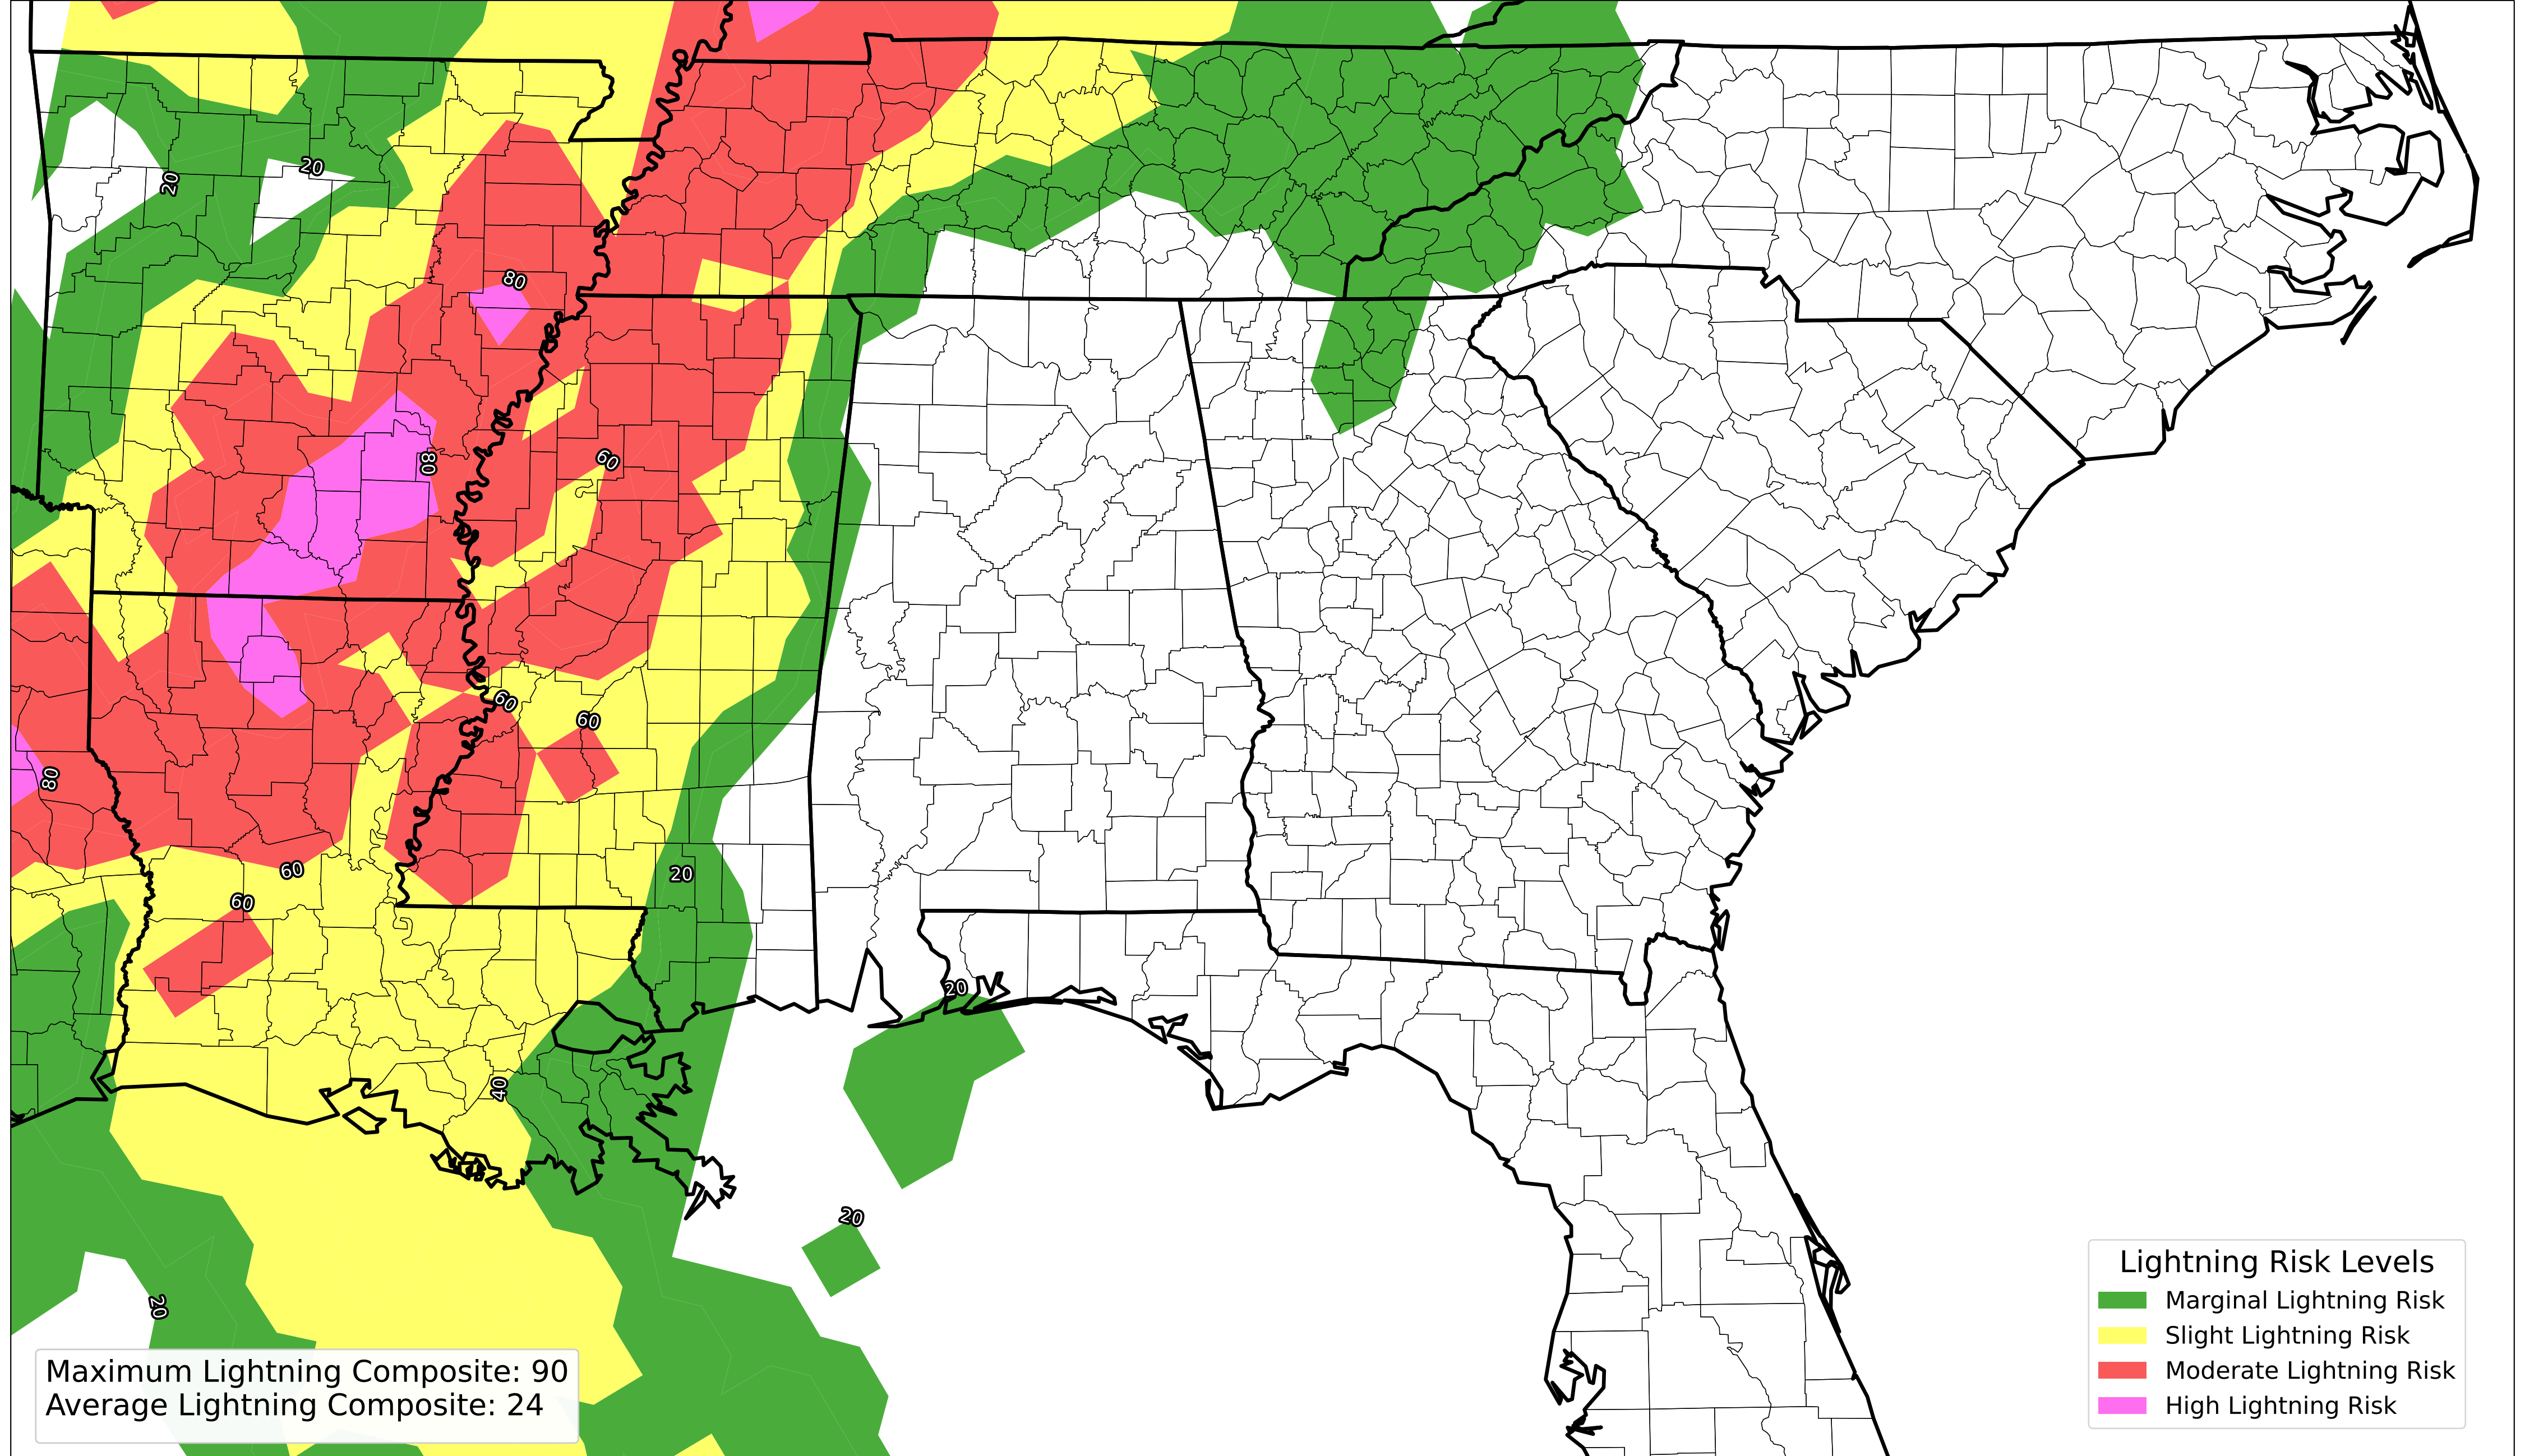 20
20
80
80
60
60
60
80
60
20
60
20
40
20
20
Lightning Risk Levels
Marginal Lightning Risk
Slight Lightning Risk
Moderate Lightning Risk
High Lightning Risk
Maximum Lightning Composite: 90
Average Lightning Composite: 24